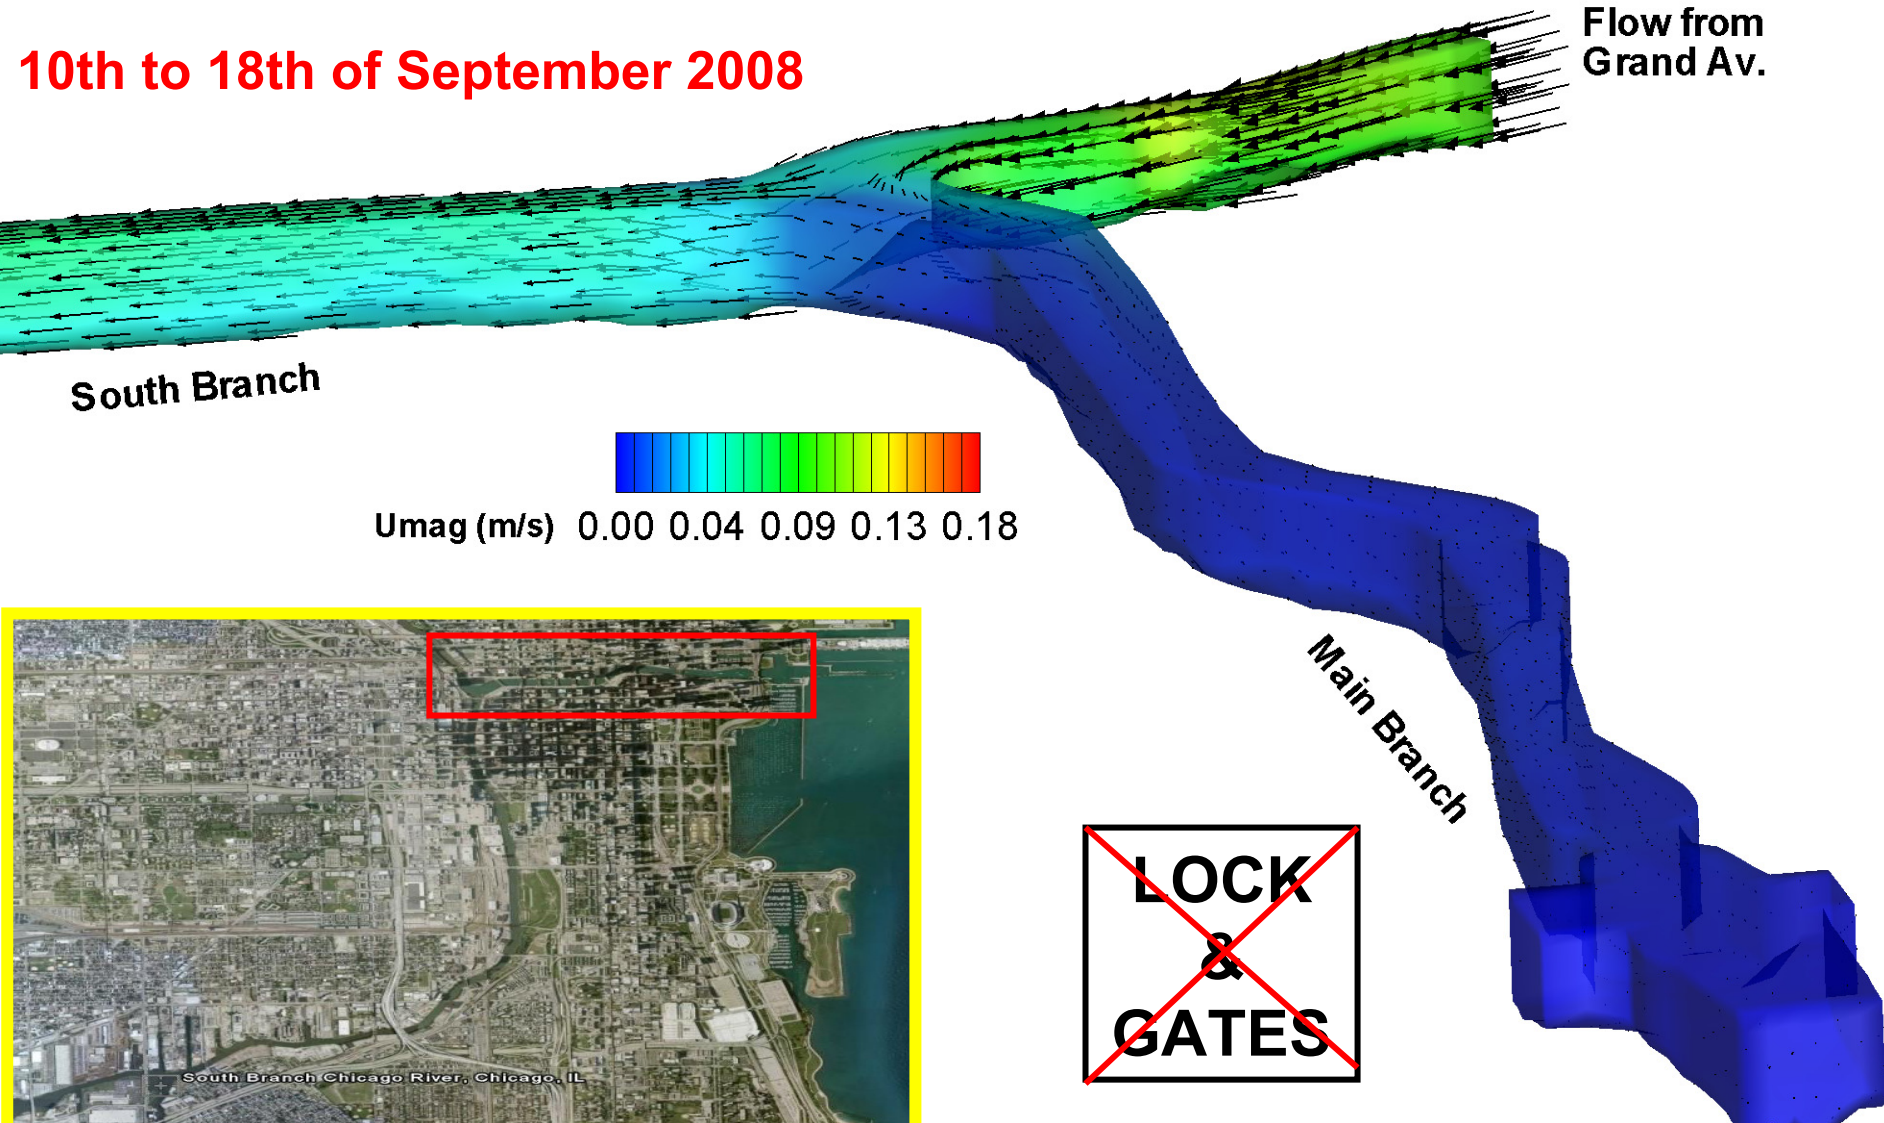 10th to 18th of September 2008
Flow from
Grand Av.
South Branch
Umag (m/s) 0.00 0.04 0.09 0.13 0.18
Main Branch
LOCK
&
GATES
South Branch Chicago River, Chicago, IL